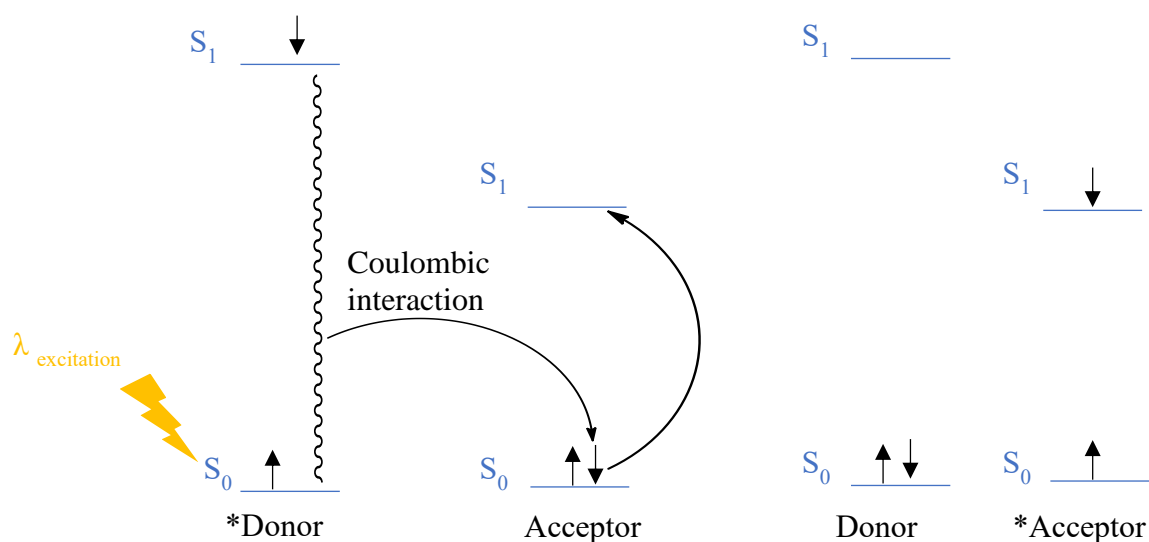 S1
S1
S1
S1
Coulombic
interaction
λ excitation
S0
S0
S0
S0
*Donor
Acceptor
Donor
*Acceptor